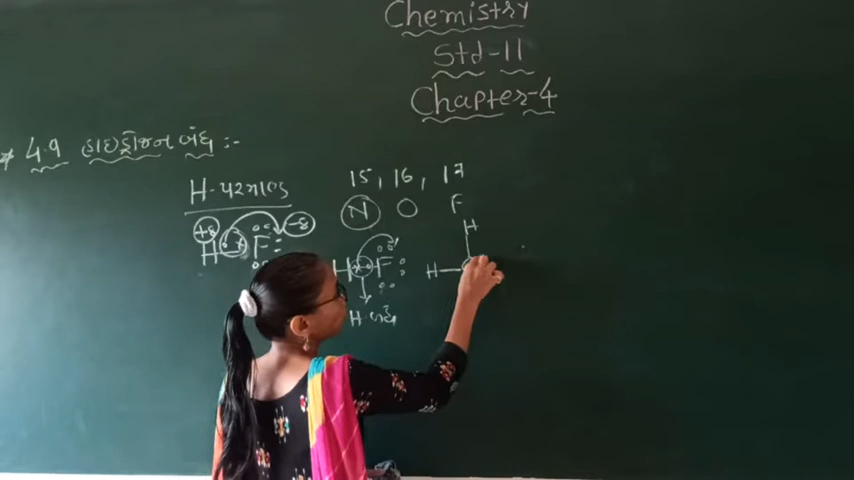 Chemistry
Std-11
Chapter-4
* 4.9 હાઇડ્રોજન બંધ :-
H-પરમાણુ
15, 16, 17
N O F
+δ -δ
H F
H F
H-બંધ
H
H